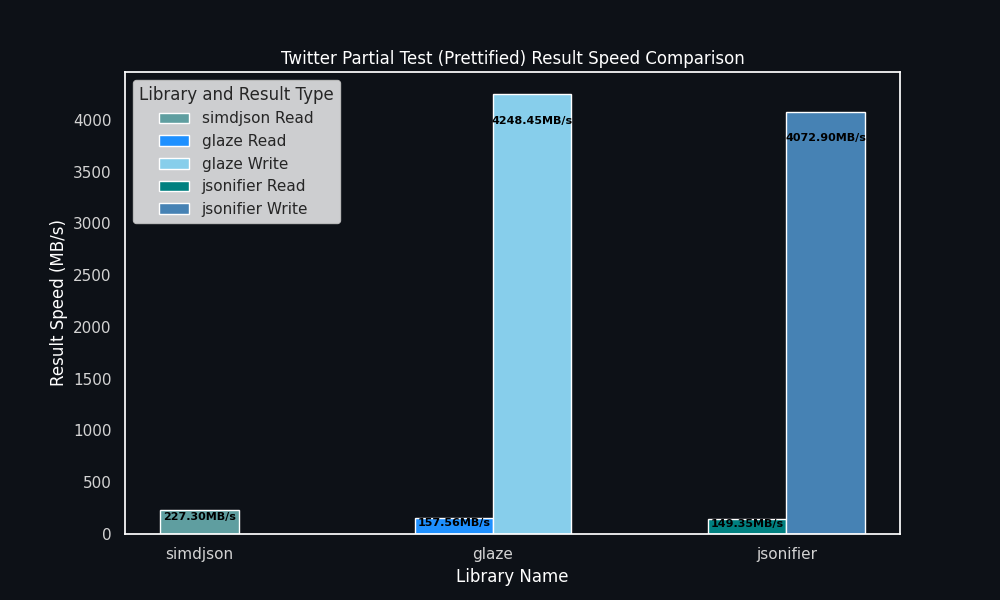 Twitter Partial Test (Prettified) Result Speed Comparison
Library and Result Type
simdjson Read
glaze Read
glaze Write
jsonifier Read
jsonifier Write
Result Speed (MB/s)
4000
3500
3000
2500
2000
1500
1000
500
0
227.30MB/s
157.56MB/s
4248.45MB/s
149.35MB/s
4072.90MB/s
simdjson
glaze
jsonifier
Library Name